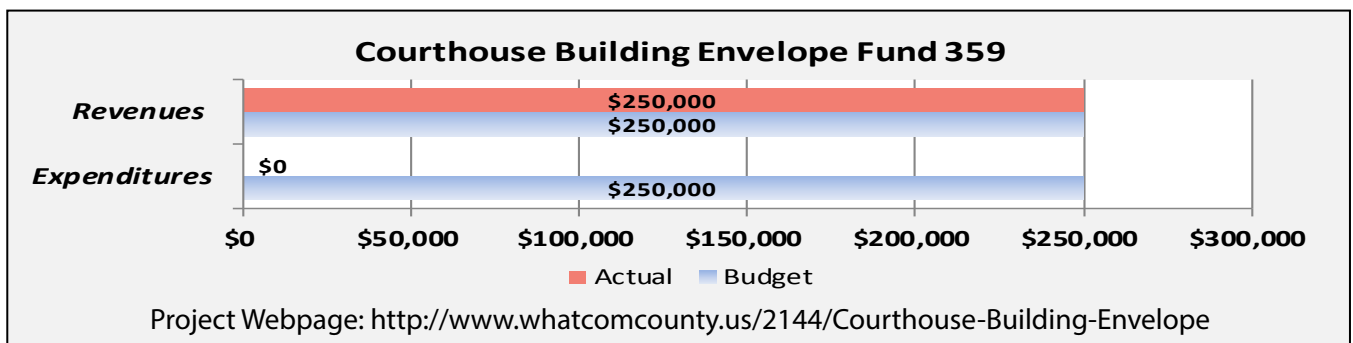 Courthouse Building Envelope Fund 359
Revenues
$250,000
$250,000
Expenditures
$0
$250,000
$0 $50,000 $100,000 $150,000 $200,000 $250,000 $300,000
Actual Budget
Project Webpage: http://www.whatcomcounty.us/2144/Courthouse-Building-Envelope